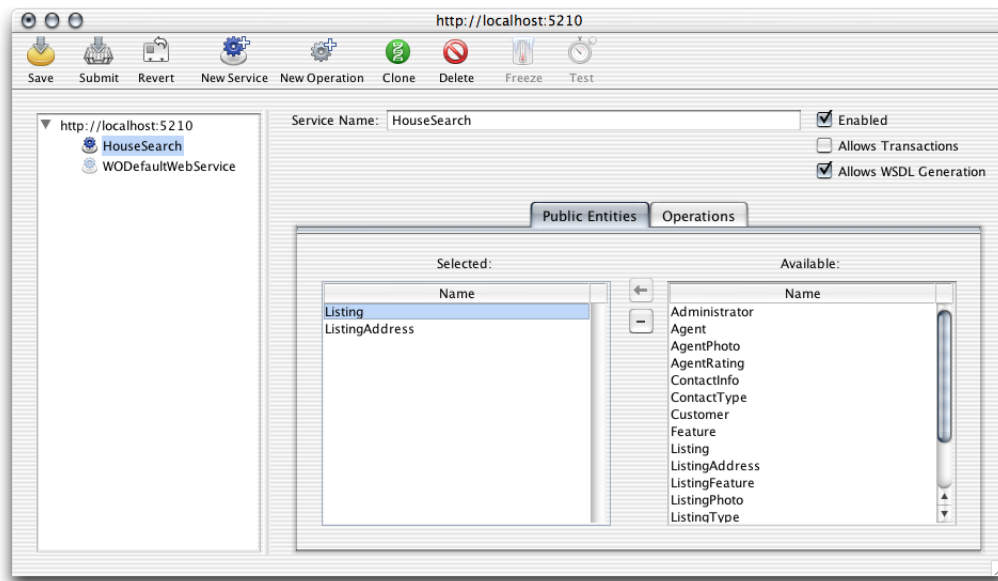 http://localhost:5210
Save Submit Revert New Service New Operation Clone Delete Freeze Test
http://localhost:5210
HouseSearch
WODefaultWebService
Service Name: HouseSearch
Enabled
Allows Transactions
Allows WSDL Generation
Public Entities Operations
Selected:
Name
Listing
ListingAddress
Available:
Name
Administrator
Agent
AgentPhoto
AgentRating
ContactInfo
ContactType
Customer
Feature
Listing
ListingAddress
ListingFeature
ListingPhoto
ListingType